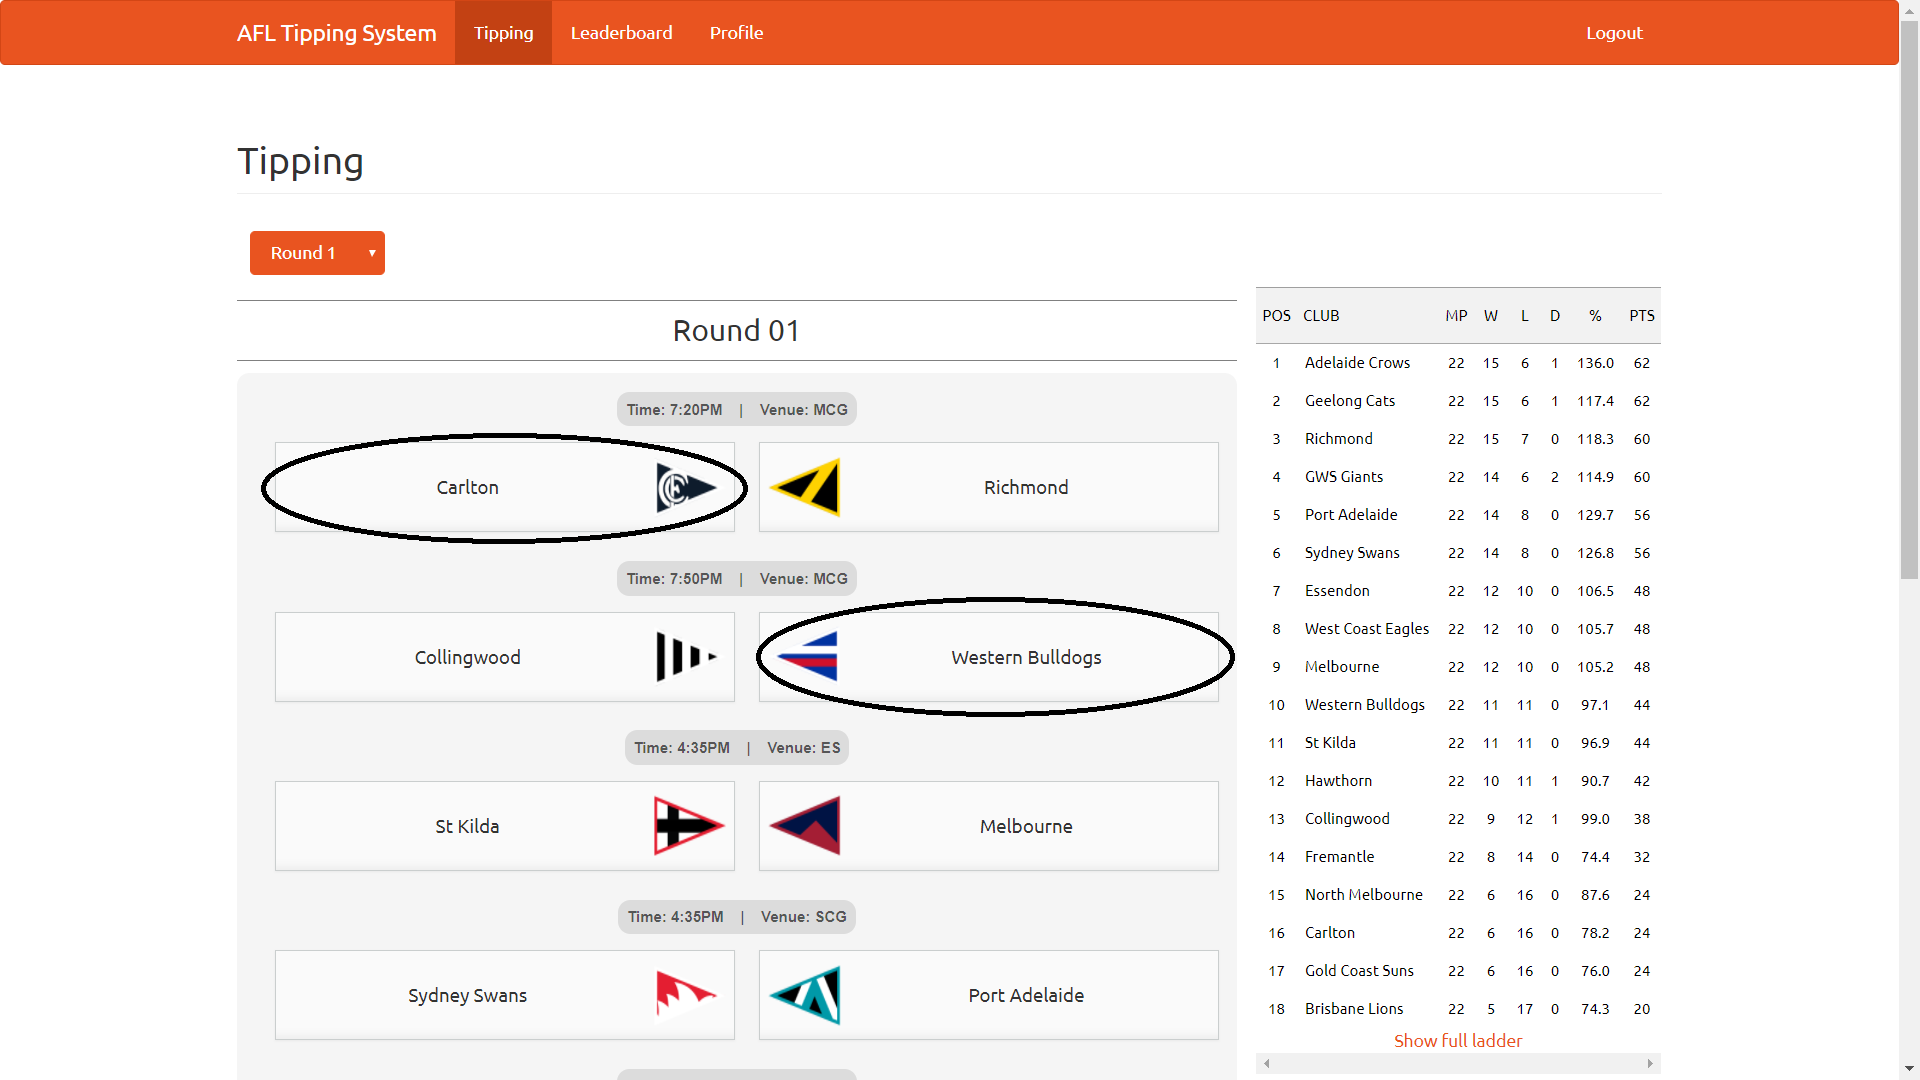 AFL Tipping System Tipping Leaderboard Profile Logout
Tipping
Round 1
Round 01
Time: 7:20PM | Venue: MCG
Carlton Richmond
Time: 7:50PM | Venue: MCG
Collingwood Western Bulldogs
Time: 4:35PM | Venue: ES
St Kilda Melbourne
Time: 4:35PM | Venue: SCG
Sydney Swans Port Adelaide
POS CLUB MP W L D % PTS
1 Adelaide Crows 22 15 6 1 136.0 62
2 Geelong Cats 22 15 6 1 117.4 62
3 Richmond 22 15 7 0 118.3 60
4 GWS Giants 22 14 6 2 114.9 60
5 Port Adelaide 22 14 8 0 129.7 56
6 Sydney Swans 22 14 8 0 126.8 56
7 Essendon 22 12 10 0 106.5 48
8 West Coast Eagles 22 12 10 0 105.7 48
9 Melbourne 22 12 10 0 105.2 48
10 Western Bulldogs 22 11 11 0 97.1 44
11 St Kilda 22 11 11 0 96.9 44
12 Hawthorn 22 10 11 1 90.7 42
13 Collingwood 22 9 12 1 99.0 38
14 Fremantle 22 8 14 0 74.4 32
15 North Melbourne 22 6 16 0 87.6 24
16 Carlton 22 6 16 0 78.2 24
17 Gold Coast Suns 22 6 16 0 76.0 24
18 Brisbane Lions 22 5 17 0 74.3 20
Show full ladder